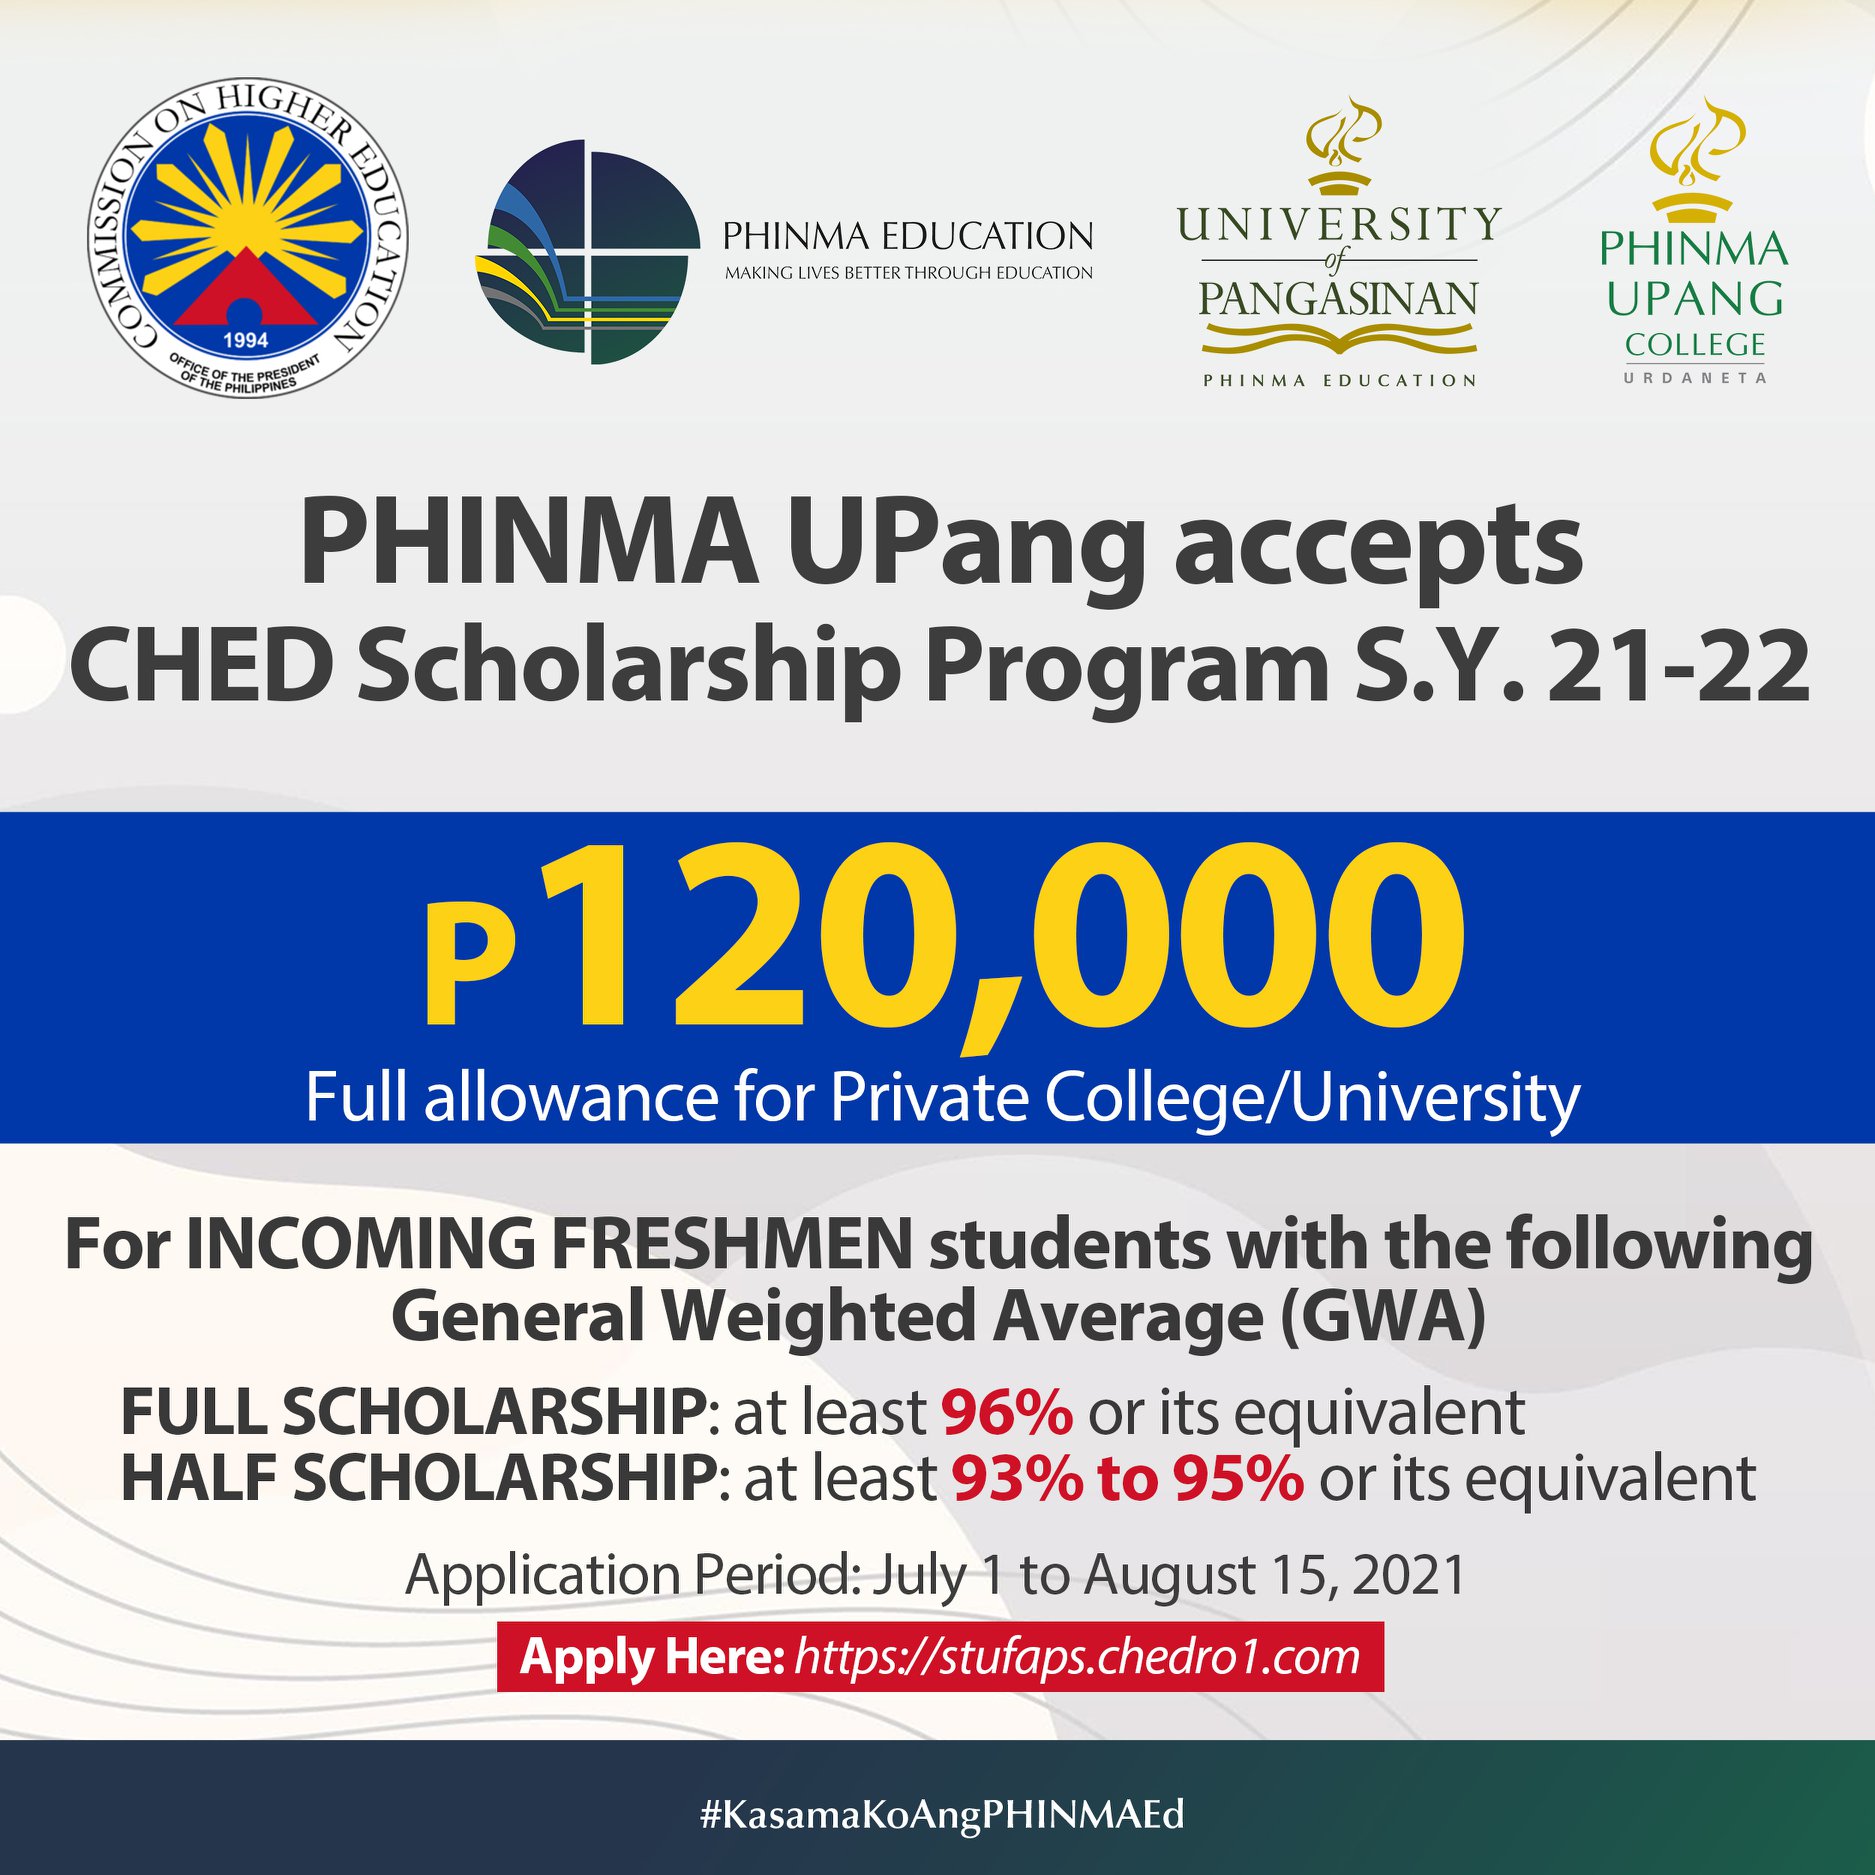 COMMISSION ON HIGHER EDUCATION
1994
OFFICE OF THE PRESIDENT
OF THE PHILIPPINES
PHINMA EDUCATION
MAKING LIVES BETTER THROUGH EDUCATION
UNIVERSITY
of
PANGASINAN
PHINMA EDUCATION
PHINMA
UPANG
COLLEGE
URDANETA
PHINMA UPang accepts
CHED Scholarship Program S.Y. 21-22
P120,000
Full allowance for Private College/University
For INCOMING FRESHMEN students with the following
General Weighted Average (GWA)
FULL SCHOLARSHIP: at least 96% or its equivalent
HALF SCHOLARSHIP: at least 93% to 95% or its equivalent
Application Period: July 1 to August 15, 2021
Apply Here: https://stufaps.chedro1.com
#KasamaKoAngPHINMAEd